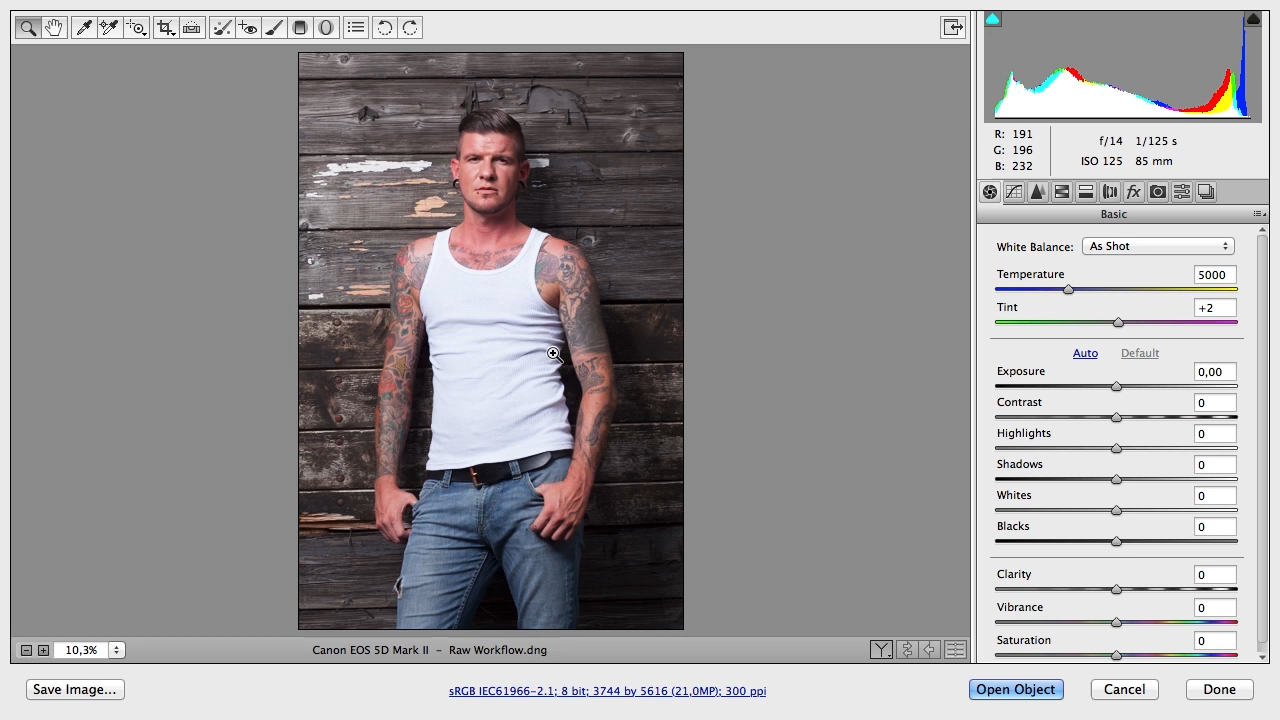 R: 191
G: 196
B: 232
f/14 1/125 s
ISO 125 85 mm
fx
Basic
White Balance: As Shot
Temperature 5000
Tint +2
Auto Default
Exposure 0,00
Contrast 0
Highlights 0
Shadows 0
Whites 0
Blacks 0
Clarity 0
Vibrance 0
Saturation 0
10,3%
Canon EOS 5D Mark II – Raw Workflow.dng
Y
Save Image...
sRGB IEC61966-2.1; 8 bit; 3744 by 5616 (21,0MP); 300 ppi
Open Object
Cancel
Done